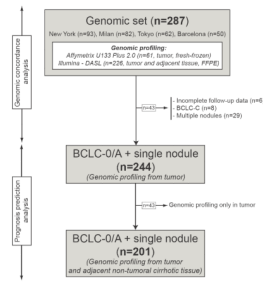 Genomic set (n=287)
New York (n=93), Milan (n=82), Tokyo (n=62), Barcelona (n=50)
Genomic profiling:
Affymetrix U133 Plus 2.0 (n=61, tumor, fresh-frozen)
Illumina - DASL (n=226, tumor and adjacent tissue, FFPE)
Genomic concordance
analysis
n=43
- Incomplete follow-up data (n=6
- BCLC-C (n=8)
- Multiple nodules (n=29)
BCLC-0/A + single nodule
(n=244)
(Genomic profiling from tumor)
Prognosis prediction
analysis
n=43
Genomic profiling only in tumor
BCLC-0/A + single nodule
(n=201)
(Genomic profiling from tumor
and adjacent non-tumoral cirrhotic tissue)